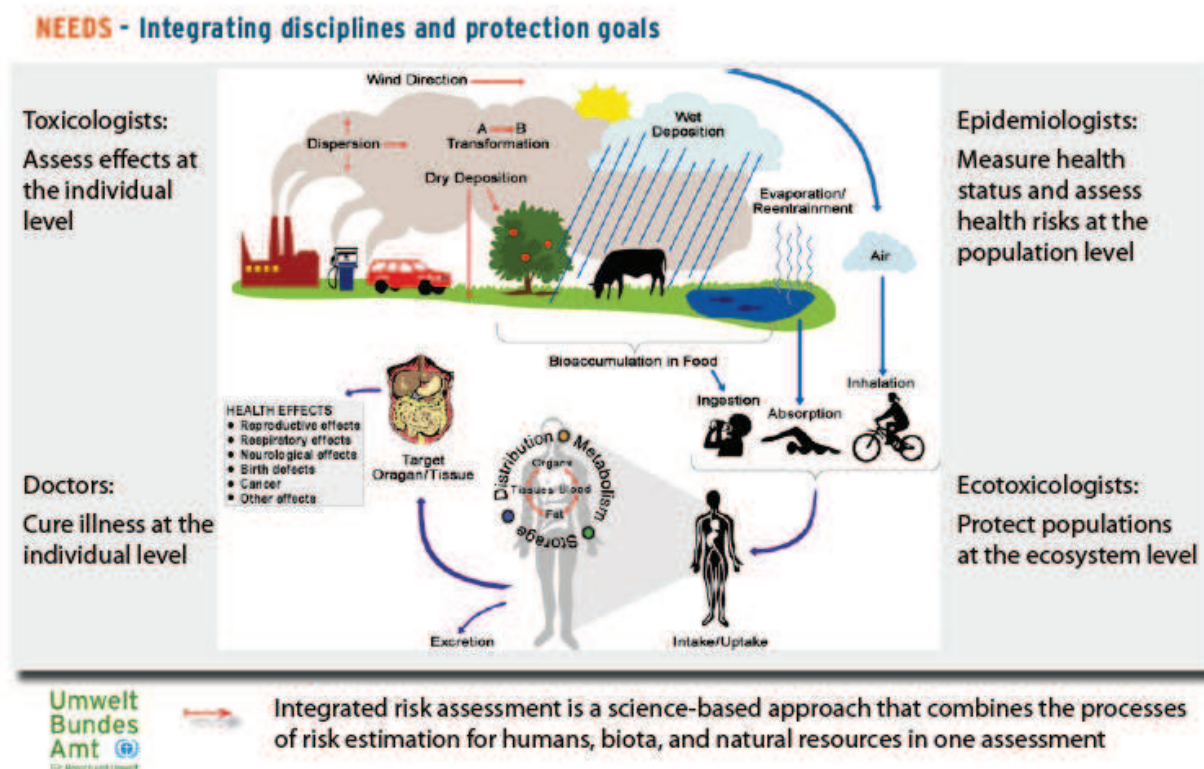 NEEDS - Integrating disciplines and protection goals
Toxicologists:
Assess effects at
the individual
level
Wind Direction
Dispersion
A B
Transformation
Dry Deposition
Wet
Deposition
Evaporation/
Reentrainment
Air
Epidemiologists:
Measure health
status and assess
health risks at the
population level
Bioaccumulation in Food
Ingestion
Absorption
Inhalation
HEALTH EFFECTS
● Reproductive effects
● Respiratory effects
● Neurological effects
● Birth defects
● Cancer
● Other effects
Target
Oragan/Tissue
Distribution
Metabolism
Storage
Organs
Tissues Blood
Fat
Doctors:
Cure illness at the
individual level
Ecotoxicologists:
Protect populations
at the ecosystem level
Excretion
Intake/Uptake
Umwelt
Bundes
Amt
Integrated risk assessment is a science-based approach that combines the processes
of risk estimation for humans, biota, and natural resources in one assessment